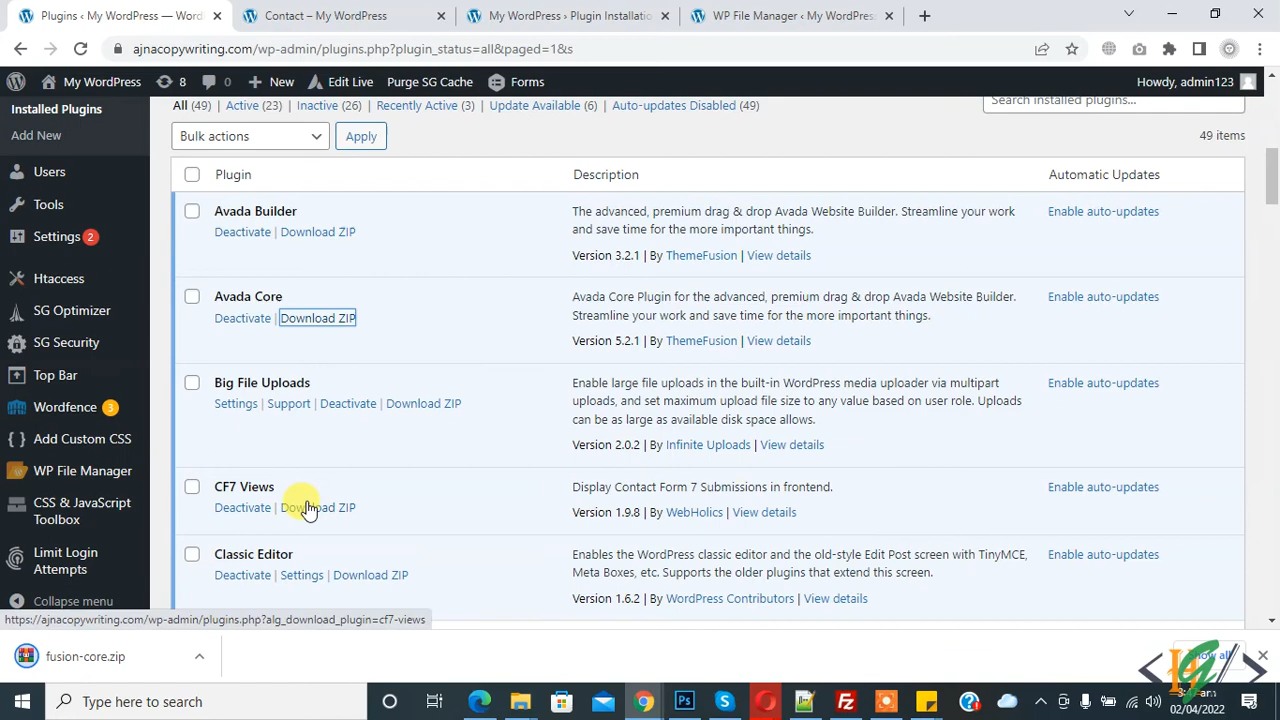 Plugins ‹ My WordPress — Word
Contact – My WordPress
My WordPress › Plugin Installatio
WP File Manager ‹ My WordPress
ajnacopywriting.com/wp-admin/plugins.php?plugin_status=all&paged=1&s
My WordPress
8
0
New
Edit Live
Purge SG Cache
Forms
Howdy, admin123
Installed Plugins
Add New
Users
Tools
Settings 2
Htaccess
SG Optimizer
SG Security
Top Bar
Wordfence 3
Add Custom CSS
WP File Manager
CSS & JavaScript
Toolbox
Limit Login
Attempts
Collapse menu
All (49) | Active (23) | Inactive (26) | Recently Active (3) | Update Available (6) | Auto-updates Disabled (49)
Search installed plugins...
Bulk actions
Apply
49 items
Plugin
Description
Automatic Updates
Avada Builder
Deactivate | Download ZIP
The advanced, premium drag & drop Avada Website Builder. Streamline your work
and save time for the more important things.
Version 3.2.1 | By ThemeFusion | View details
Enable auto-updates
Avada Core
Deactivate | Download ZIP
Avada Core Plugin for the advanced, premium drag & drop Avada Website Builder.
Streamline your work and save time for the more important things.
Version 5.2.1 | By ThemeFusion | View details
Enable auto-updates
Big File Uploads
Settings | Support | Deactivate | Download ZIP
Enable large file uploads in the built-in WordPress media uploader via multipart
uploads, and set maximum upload file size to any value based on user role. Uploads
can be as large as available disk space allows.
Version 2.0.2 | By Infinite Uploads | View details
Enable auto-updates
CF7 Views
Deactivate | Download ZIP
Display Contact Form 7 Submissions in frontend.
Version 1.9.8 | By WebHolics | View details
Enable auto-updates
Classic Editor
Deactivate | Settings | Download ZIP
Enables the WordPress classic editor and the old-style Edit Post screen with TinyMCE,
Meta Boxes, etc. Supports the older plugins that extend this screen.
Version 1.6.2 | By WordPress Contributors | View details
Enable auto-updates
https://ajnacopywriting.com/wp-admin/plugins.php?alg_download_plugin=cf7-views
fusion-core.zip
Show all
Type here to search
02/04/2022